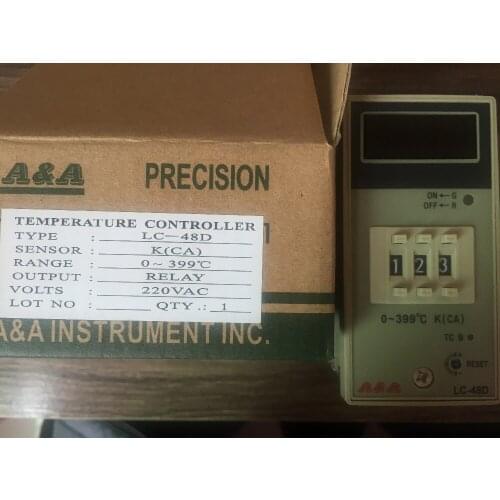 A&A PRECISION
TEMPERATURE CONTROLLER
TYPE : LC-48D
SENSOR : K(CA)
RANGE : 0~399℃
OUTPUT : RELAY
VOLTS : 220VAC
LOT NO : QTY.: 1
A&A INSTRUMENT INC.
ON ← G
OFF ← R
1 2 3
0~399℃ K(CA)
TC B
RESET
A&A LC-48D